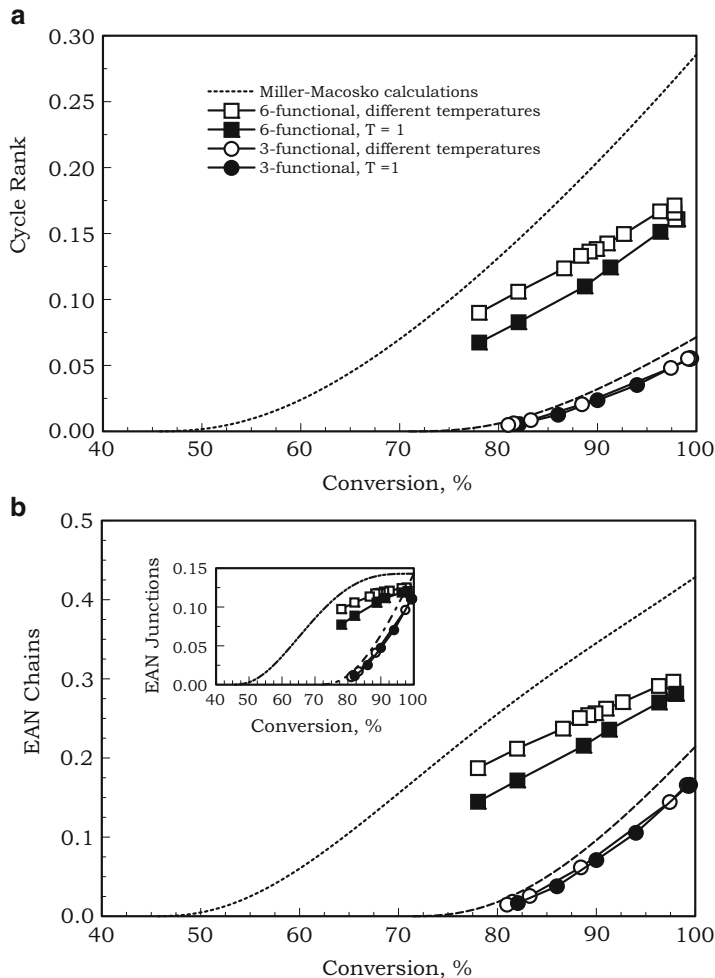 a
0.30
0.25
0.20
0.15
0.10
0.05
0.00
Cycle Rank
Miller-Macosko calculations
6-functional, different temperatures
6-functional, T = 1
3-functional, different temperatures
3-functional, T =1
40 50 60 70 80 90 100
Conversion, %
b
0.5
0.4
0.3
0.2
0.1
0.0
EAN Chains
0.15
0.10
0.05
0.00
EAN Junctions
40 50 60 70 80 90 100
Conversion, %
40 50 60 70 80 90 100
Conversion, %